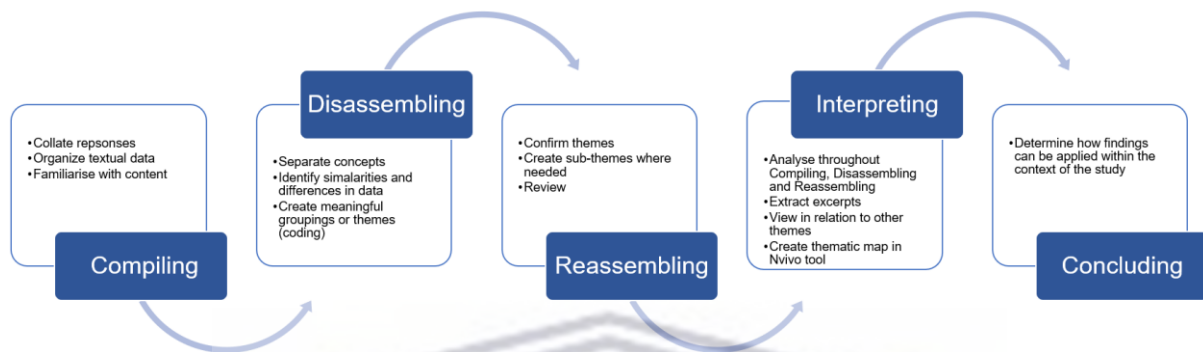 •Collate repsonses
•Organize textual data
•Familiarise with content
Compiling
Disassembling
•Separate concepts
•Identify simalarities and
differences in data
•Create meaningful
groupings or themes
(coding)
•Confirm themes
•Create sub-themes where
needed
•Review
Reassembling
Interpreting
•Analyse throughout
Compiling, Disassembling
and Reassembling
•Extract excerpts
•View in relation to other
themes
•Create thematic map in
Nvivo tool
•Determine how findings
can be applied within the
context of the study
Concluding